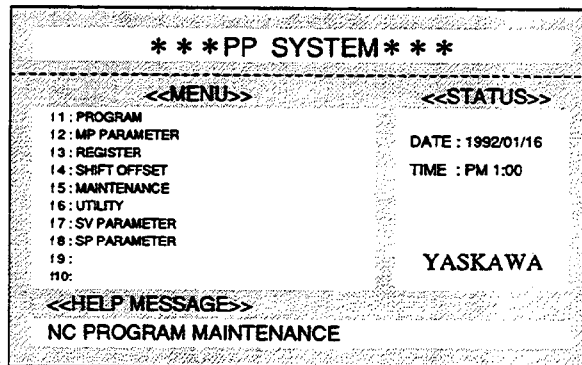 ***PP SYSTEM***
<<MENU>>
f1 : PROGRAM
f2 : MP PARAMETER
f3 : REGISTER
f4 : SHIFT OFFSET
f5 : MAINTENANCE
f6 : UTILITY
f7 : SV PARAMETER
f8 : SP PARAMETER
f9 :
f10:
<<STATUS>>
DATE : 1992/01/16
TIME : PM 1:00
YASKAWA
<<HELP MESSAGE>>
NC PROGRAM MAINTENANCE